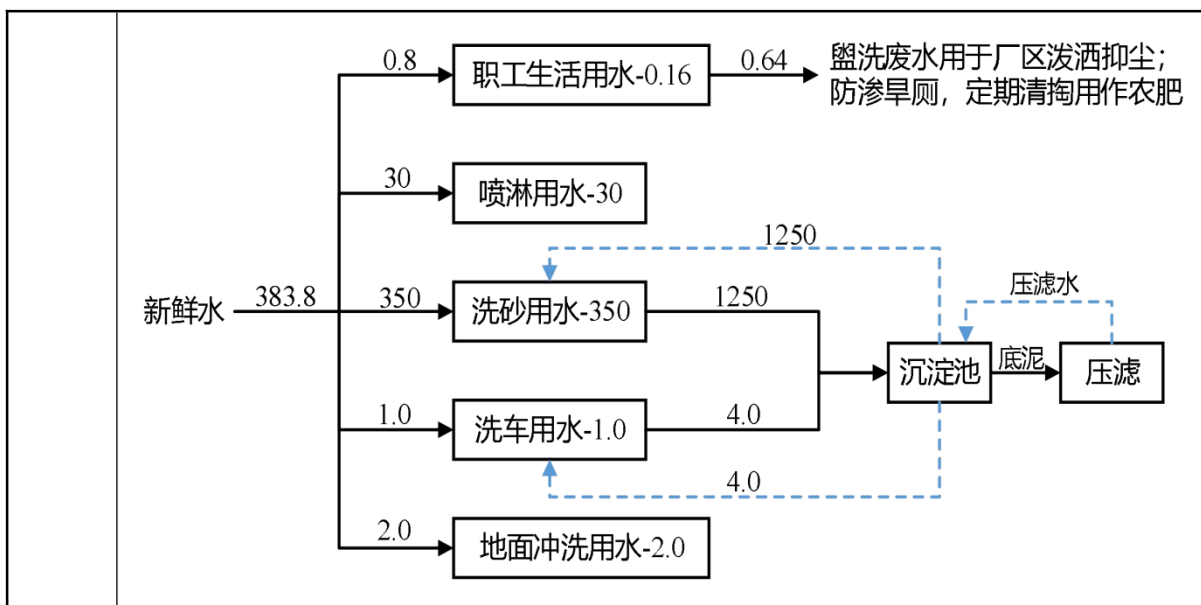 0.8
职工生活用水-0.16
0.64
盥洗废水用于厂区泼洒抑尘；
防渗旱厕，定期清掏用作农肥
30
喷淋用水-30
1250
新鲜水
383.8
350
洗砂用水-350
1250
压滤水
沉淀池
底泥
压滤
1.0
洗车用水-1.0
4.0
4.0
2.0
地面冲洗用水-2.0